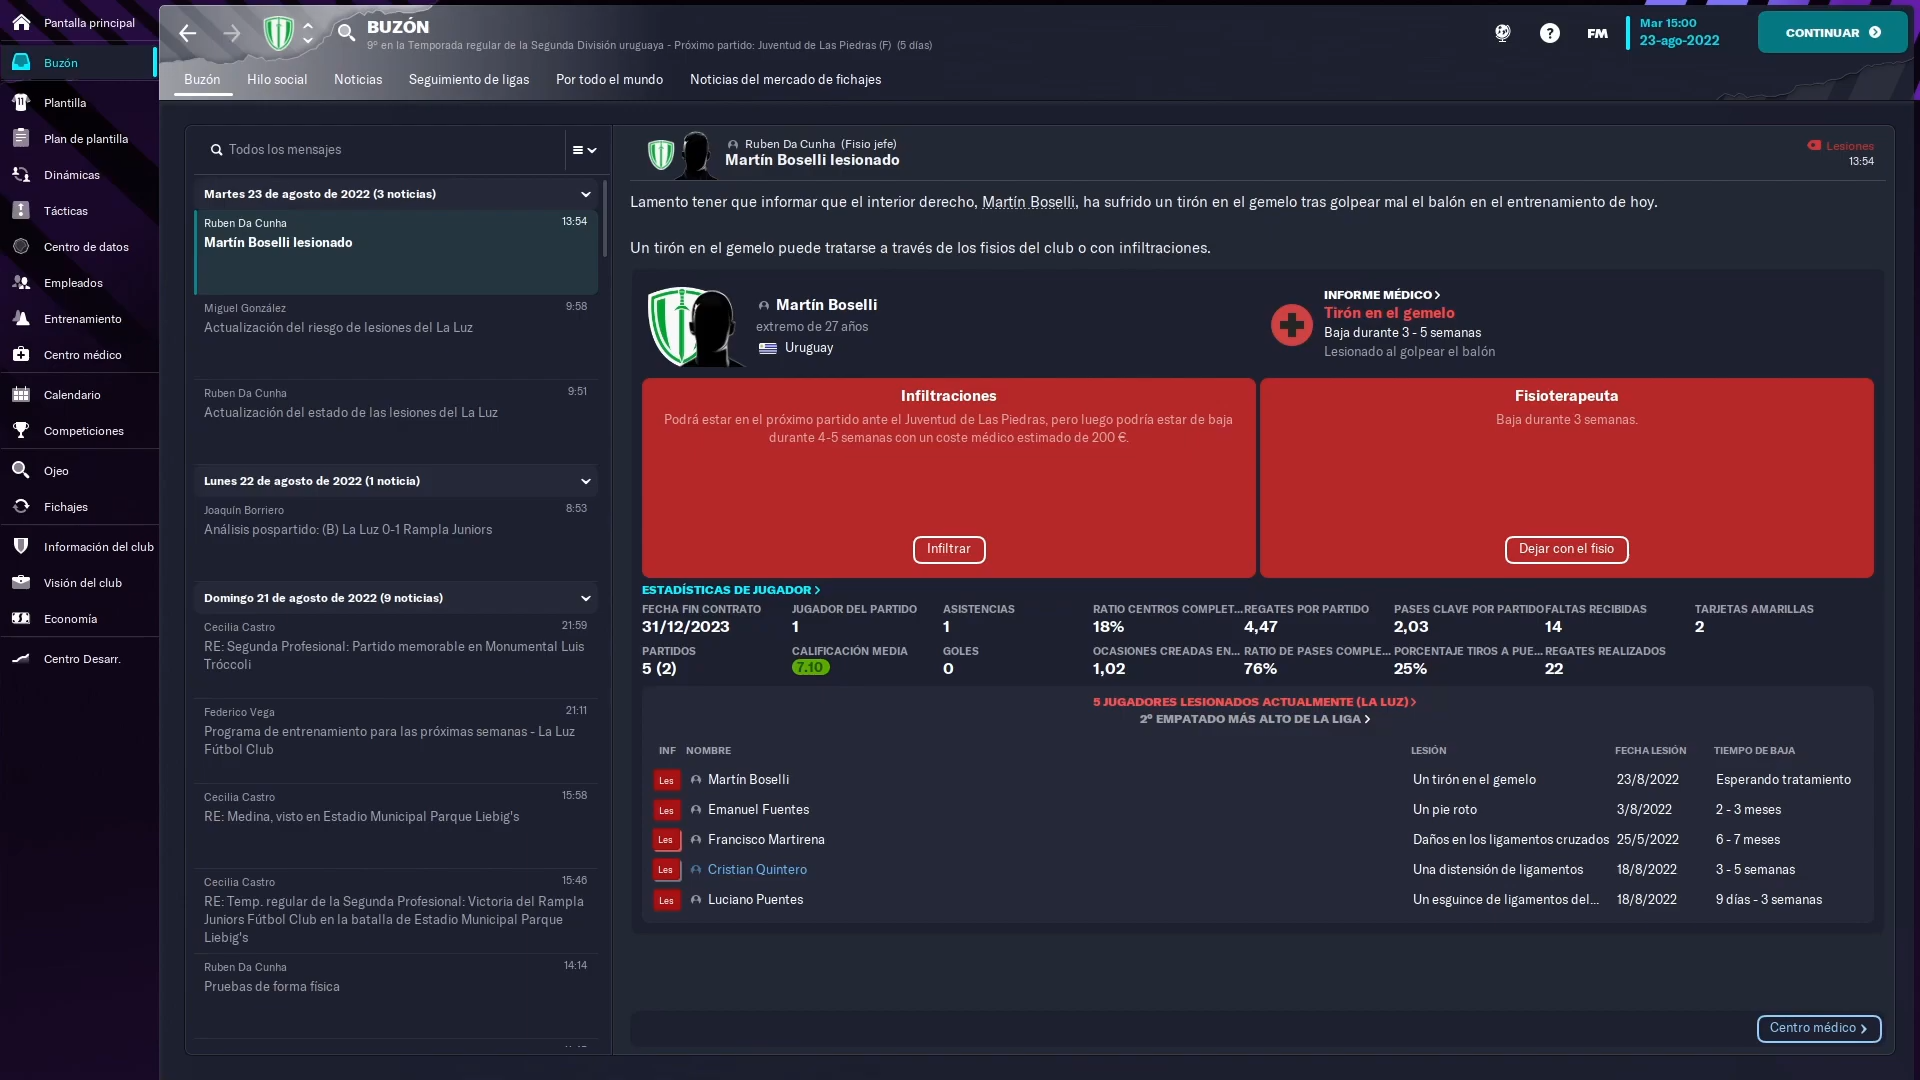 Pantalla principal
Buzón
Plantilla
Plan de plantilla
Dinámicas
Tácticas
Centro de datos
Empleados
Entrenamiento
Centro médico
Calendario
Competiciones
Ojeo
Fichajes
Información del club
Visión del club
Economía
Centro Desarr.
BUZÓN
9º en la Temporada regular de la Segunda División uruguaya - Próximo partido: Juventud de Las Piedras (F) (5 días)
? FM
Mar 15:00
23-ago-2022
CONTINUAR
Buzón Hilo social Noticias Seguimiento de ligas Por todo el mundo Noticias del mercado de fichajes
Todos los mensajes
Martes 23 de agosto de 2022 (3 noticias)
Ruben Da Cunha 13:54
Martín Boselli lesionado
Miguel González 9:58
Actualización del riesgo de lesiones del La Luz
Ruben Da Cunha 9:51
Actualización del estado de las lesiones del La Luz
Lunes 22 de agosto de 2022 (1 noticia)
Joaquín Borriero 8:53
Análisis pospartido: (B) La Luz 0-1 Rampla Juniors
Domingo 21 de agosto de 2022 (9 noticias)
Cecilia Castro 21:59
RE: Segunda Profesional: Partido memorable en Monumental Luis
Tróccoli
Federico Vega 21:11
Programa de entrenamiento para las próximas semanas - La Luz
Fútbol Club
Cecilia Castro 15:58
RE: Medina, visto en Estadio Municipal Parque Liebig's
Cecilia Castro 15:46
RE: Temp. regular de la Segunda Profesional: Victoria del Rampla
Juniors Fútbol Club en la batalla de Estadio Municipal Parque
Liebig's
Ruben Da Cunha 14:14
Pruebas de forma física
Ruben Da Cunha (Fisio jefe)
Martín Boselli lesionado
Lesiones
13:54
Lamento tener que informar que el interior derecho, Martín Boselli, ha sufrido un tirón en el gemelo tras golpear mal el balón en el entrenamiento de hoy.
Un tirón en el gemelo puede tratarse a través de los fisios del club o con infiltraciones.
Martín Boselli
extremo de 27 años
Uruguay
INFORME MÉDICO
Tirón en el gemelo
Baja durante 3 - 5 semanas
Lesionado al golpear el balón
Infiltraciones
Podrá estar en el próximo partido ante el Juventud de Las Piedras, pero luego podría estar de baja
durante 4-5 semanas con un coste médico estimado de 200 €.
Infiltrar
Fisioterapeuta
Baja durante 3 semanas.
Dejar con el fisio
ESTADÍSTICAS DE JUGADOR
FECHA FIN CONTRATO JUGADOR DEL PARTIDO ASISTENCIAS RATIO CENTROS COMPLET... REGATES POR PARTIDO PASES CLAVE POR PARTIDO FALTAS RECIBIDAS TARJETAS AMARILLAS
31/12/2023 1 1 18% 4,47 2,03 14 2
PARTIDOS CALIFICACIÓN MEDIA GOLES OCASIONES CREADAS EN... RATIO DE PASES COMPLE... PORCENTAJE TIROS A PUE... REGATES REALIZADOS
5 (2) 7.10 0 1,02 76% 25% 22
5 JUGADORES LESIONADOS ACTUALMENTE (LA LUZ)
2º EMPATADO MÁS ALTO DE LA LIGA
INF NOMBRE LESIÓN FECHA LESIÓN TIEMPO DE BAJA
Les Martín Boselli Un tirón en el gemelo 23/8/2022 Esperando tratamiento
Les Emanuel Fuentes Un pie roto 3/8/2022 2 - 3 meses
Les Francisco Martirena Daños en los ligamentos cruzados 25/5/2022 6 - 7 meses
Les Cristian Quintero Una distensión de ligamentos 18/8/2022 3 - 5 semanas
Les Luciano Puentes Un esguince de ligamentos del... 18/8/2022 9 días - 3 semanas
Centro médico